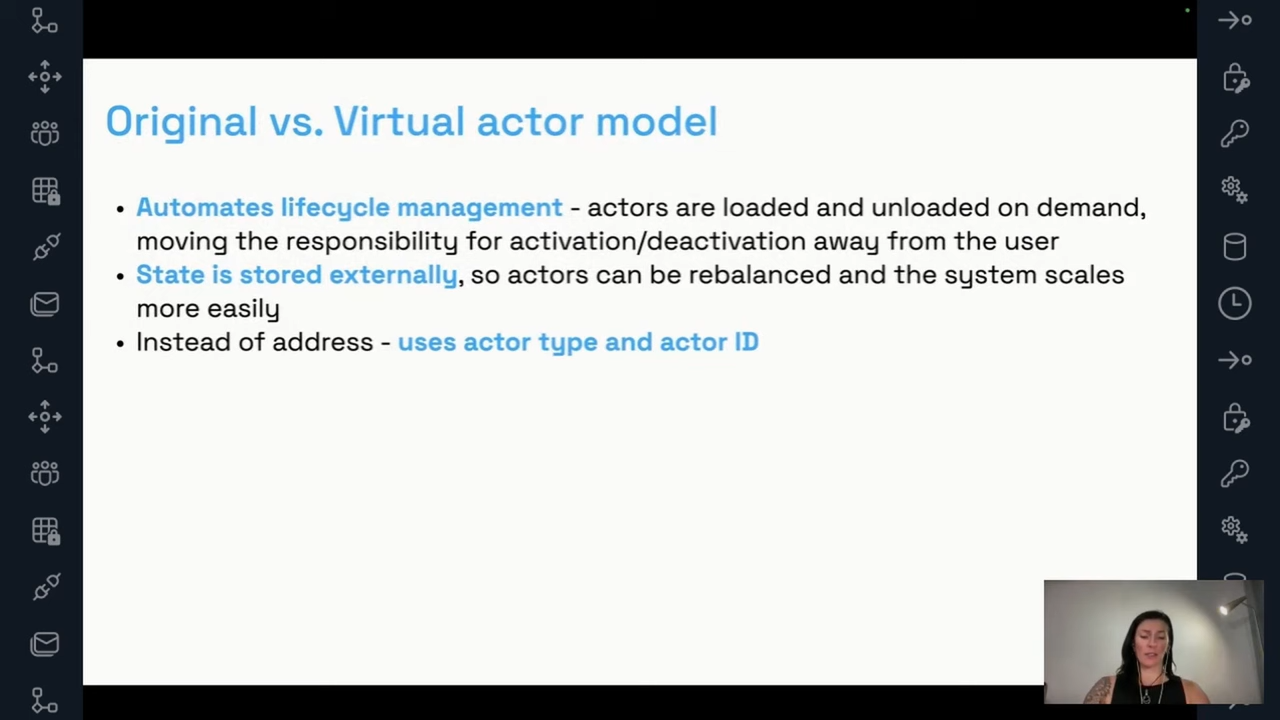 Original vs. Virtual actor model
• Automates lifecycle management - actors are loaded and unloaded on demand,
moving the responsibility for activation/deactivation away from the user
• State is stored externally, so actors can be rebalanced and the system scales
more easily
• Instead of address - uses actor type and actor ID